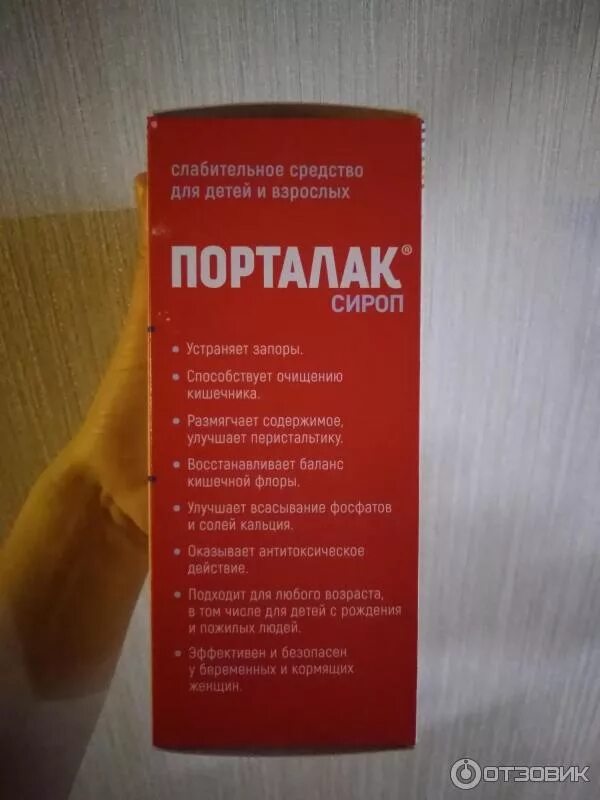 слабительное средство
для детей и взрослых
ПОРТАЛАК®
СИРОП
• Устраняет запоры.
• Способствует очищению
кишечника.
• Размягчает содержимое,
улучшает перистальтику.
• Восстанавливает баланс
кишечной флоры.
• Улучшает всасывание фосфатов
и солей кальция.
• Оказывает антитоксическое
действие.
• Подходит для любого возраста,
в том числе для детей с рождения
и пожилых людей.
• Эффективен и безопасен
у беременных и кормящих
женщин.
ОТЗОВИК